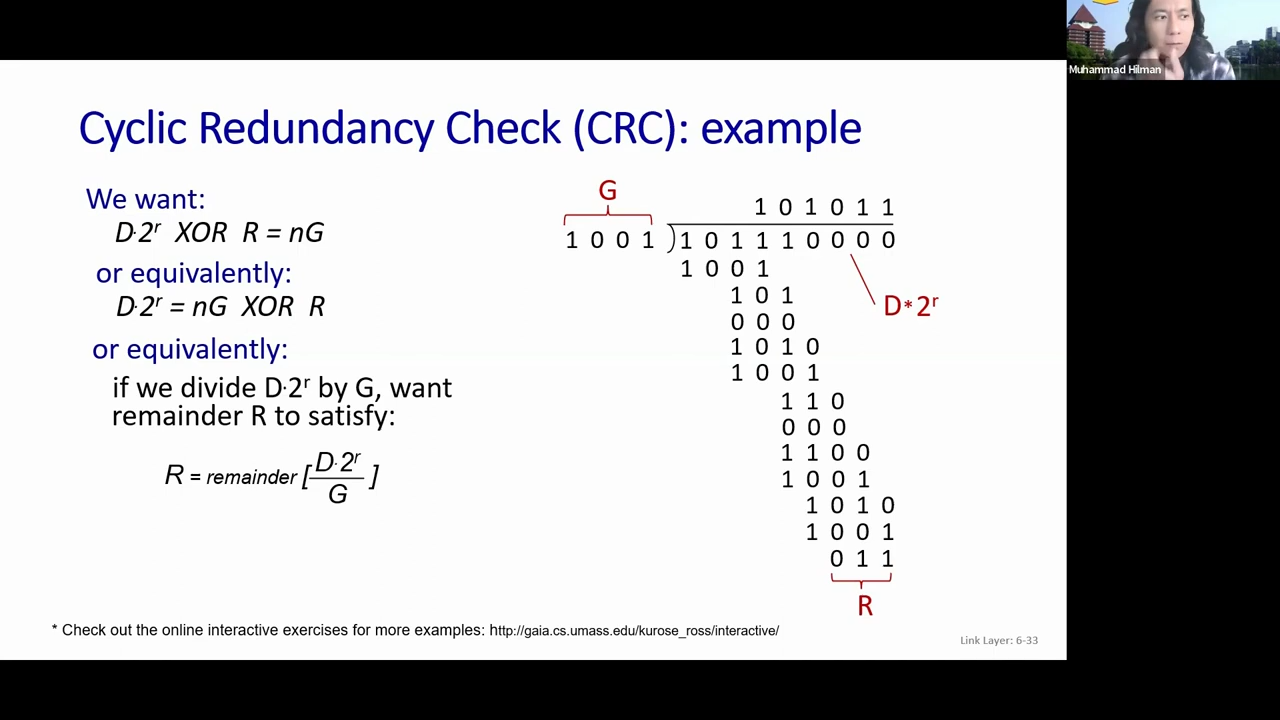 Muhammad Hilman
Cyclic Redundancy Check (CRC): example
We want:
D·2ʳ XOR R = nG
or equivalently:
D·2ʳ = nG XOR R
or equivalently:
if we divide D·2ʳ by G, want
remainder R to satisfy:
R = remainder [D·2ʳ / G]
G
1 0 1 0 1 1
1 0 0 1 ) 1 0 1 1 1 0 0 0 0
1 0 0 1
1 0 1
D*2ʳ
0 0 0
1 0 1 0
1 0 0 1
1 1 0
0 0 0
1 1 0 0
1 0 0 1
1 0 1 0
1 0 0 1
0 1 1
R
* Check out the online interactive exercises for more examples: http://gaia.cs.umass.edu/kurose_ross/interactive/
Link Layer: 6-33